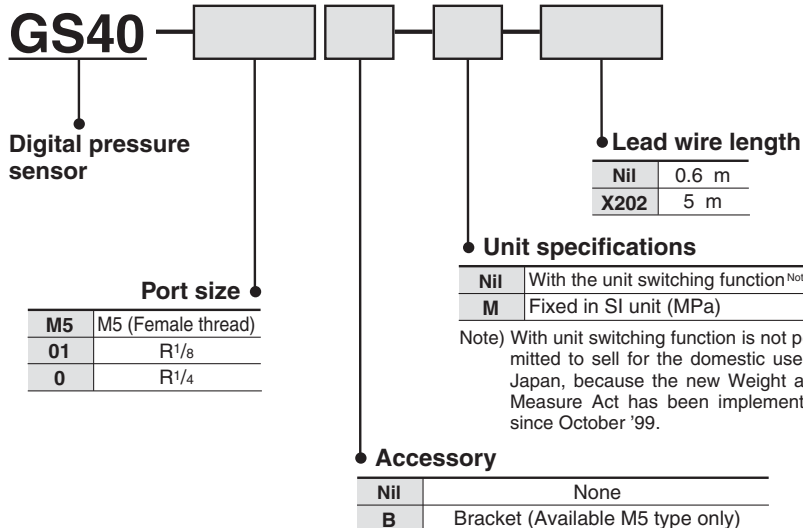 GS40
Digital pressure
sensor
Port size
M5 M5 (Female thread)
01 R1/8
0 R1/4
Lead wire length
Nil 0.6 m
X202 5 m
Unit specifications
Nil With the unit switching function
M Fixed in SI unit (MPa)
Note) With unit switching function is not p
mitted to sell for the domestic use
Japan, because the new Weight a
Measure Act has been implement
since October '99.
Accessory
Nil None
B Bracket (Available M5 type only)